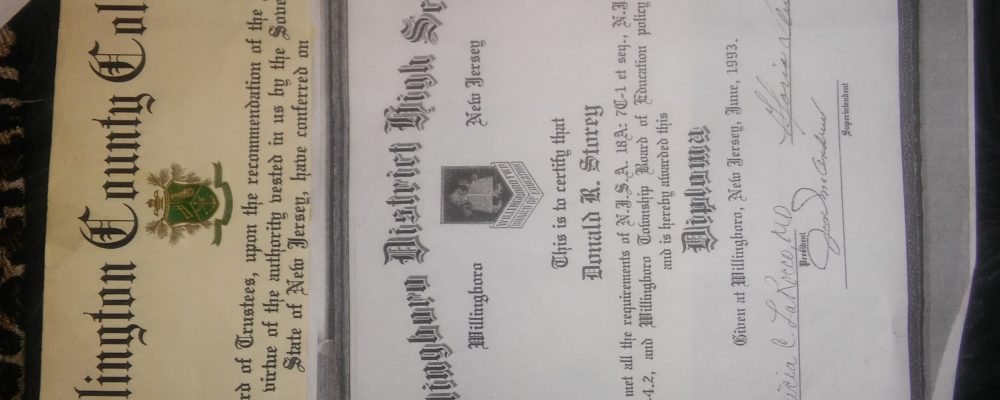 lington County Col
rd of Trustees, upon the recommendation of the
virtue of the authority vested in us by the Sove
State of New Jersey, have conferred on
lingboro District High Sc
Willingboro New Jersey
WILLINGBORO TWP.
This is to certify that
Donald R. Storey
met all the requirements of N.J.S.A. 18A: 7C-1 et seq., N.J
.4.2, and Willingboro Township Board of Education policy
and is hereby awarded this
Diploma
Given at Willingboro, New Jersey, June, 1993.
President
Superintendent